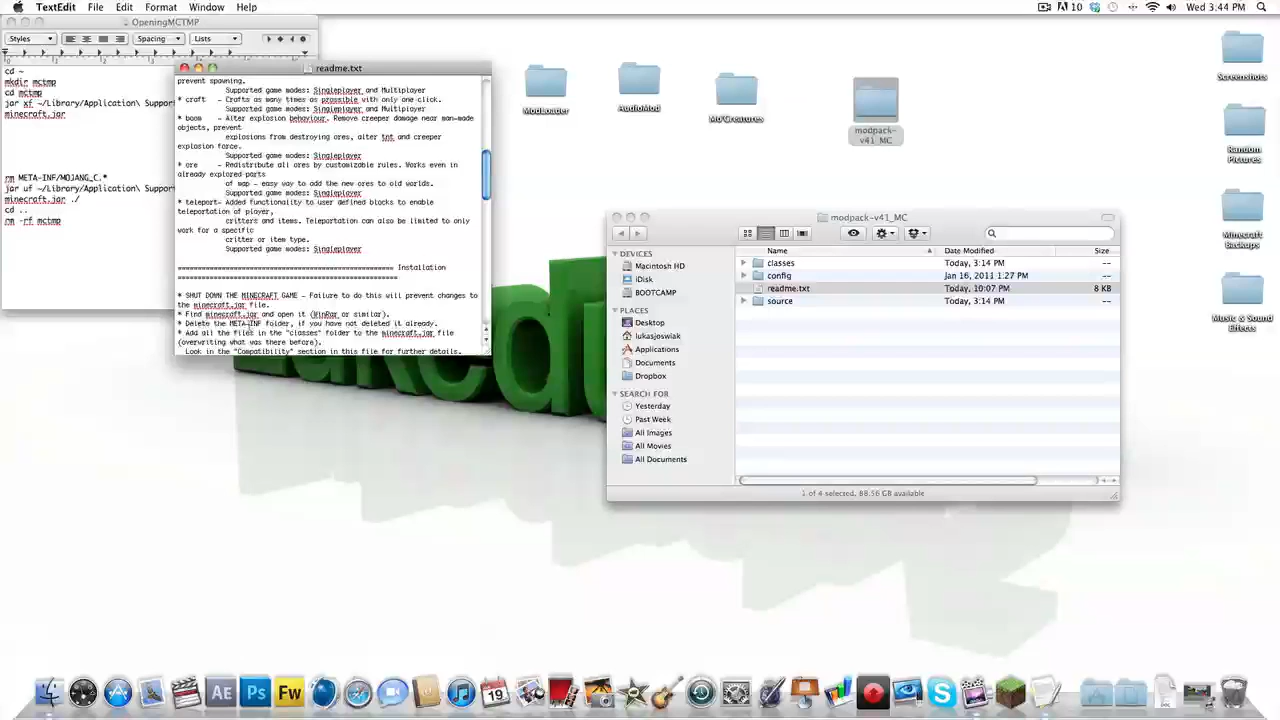 TextEdit File Edit Format Window Help
10 Wed 3:44 PM
OpeningMCTMP
Styles Spacing Lists
cd ~
mkdir mctmp
cd mctmp
jar xf ~/Library/Application\ Suppor
minecraft.jar
rm META-INF/MOJANG_C.*
jar uf ~/Library/Application\ Suppor
minecraft.jar ./
cd ..
rm -rf mctmp
readme.txt
prevent spawning.
Supported game modes: Singleplayer and Multiplayer
* craft - Crafts as many times as possible with only one click.
Supported game modes: Singleplayer and Multiplayer
* boom - Alter explosion behaviour. Remove creeper damage near man-made
objects, prevent
explosions from destroying ores, alter tnt and creeper
explosion force.
Supported game modes: Singleplayer
* ore - Redistribute all ores by customizable rules. Works even in
already explored parts
of map - easy way to add the new ores to old worlds.
Supported game modes: Singleplayer
* teleport- Added functionality to user defined blocks to enable
teleportation of player,
critters and items. Teleportation can also be limited to only
work for a specific
critter or item type.
Supported game modes: Singleplayer
================================================ Installation
================================================
* SHUT DOWN THE MINECRAFT GAME - Failure to do this will prevent changes to
the minecraft.jar file.
* Find minecraft.jar and open it (WinRar or similar).
* Delete the META-INF folder, if you have not deleted it already.
* Add all the files in the "classes" folder to the minecraft.jar file
(overwriting what was there before).
Look in the "Compatibility" section in this file for further details.
ModLoader
AudioMod
Mo'Creatures
modpack-
v41_MC
Screenshots
Random
Pictures
Minecraft
Backups
Music & Sound
Effects
modpack-v41_MC
DEVICES
Macintosh HD
iDisk
BOOTCAMP
PLACES
Desktop
lukasjoswiak
Applications
Documents
Dropbox
SEARCH FOR
Yesterday
Past Week
All Images
All Movies
All Documents
Name Date Modified Size
classes Today, 3:14 PM --
config Jan 16, 2011 1:27 PM --
readme.txt Today, 10:07 PM 8 KB
source Today, 3:14 PM --
1 of 4 selected, 88.56 GB available
AE Ps Fw
19